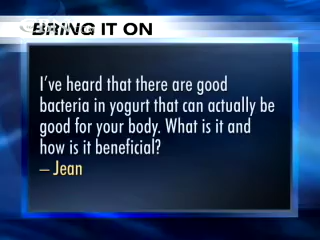 BRING IT ON
I've heard that there are good
bacteria in yogurt that can actually be
good for your body. What is it and
how is it beneficial?
– Jean